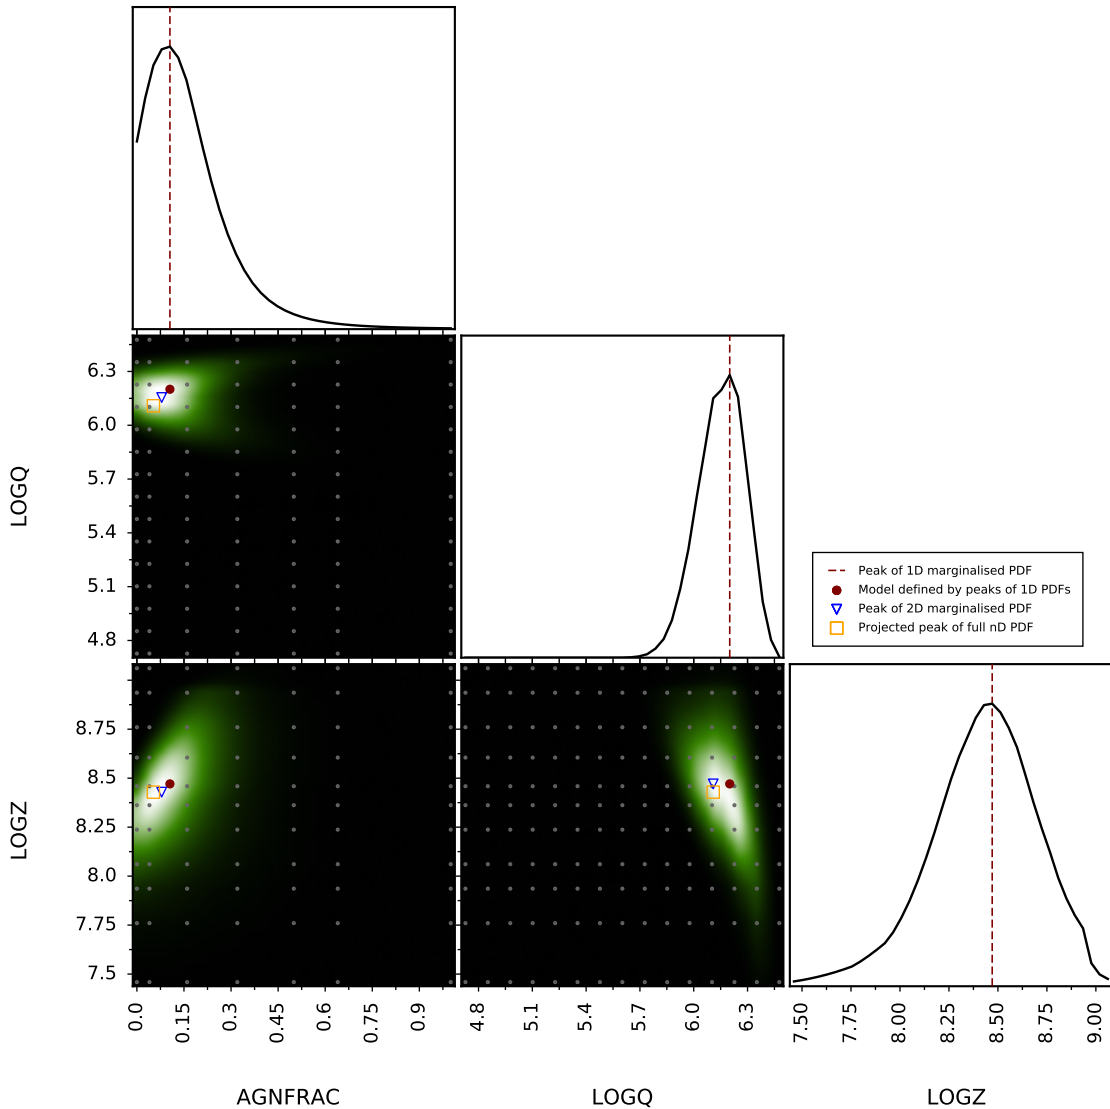 6.3
6.0
5.7
5.4
5.1
4.8
LOGQ
Peak of 1D marginalised PDF
Model defined by peaks of 1D PDFs
Peak of 2D marginalised PDF
Projected peak of full nD PDF
8.75
8.5
8.25
8.0
7.75
7.5
LOGZ
0.0 0.15 0.3 0.45 0.6 0.75 0.9
4.8 5.1 5.4 5.7 6.0 6.3
7.50 7.75 8.00 8.25 8.50 8.75 9.00
AGNFRAC LOGQ LOGZ